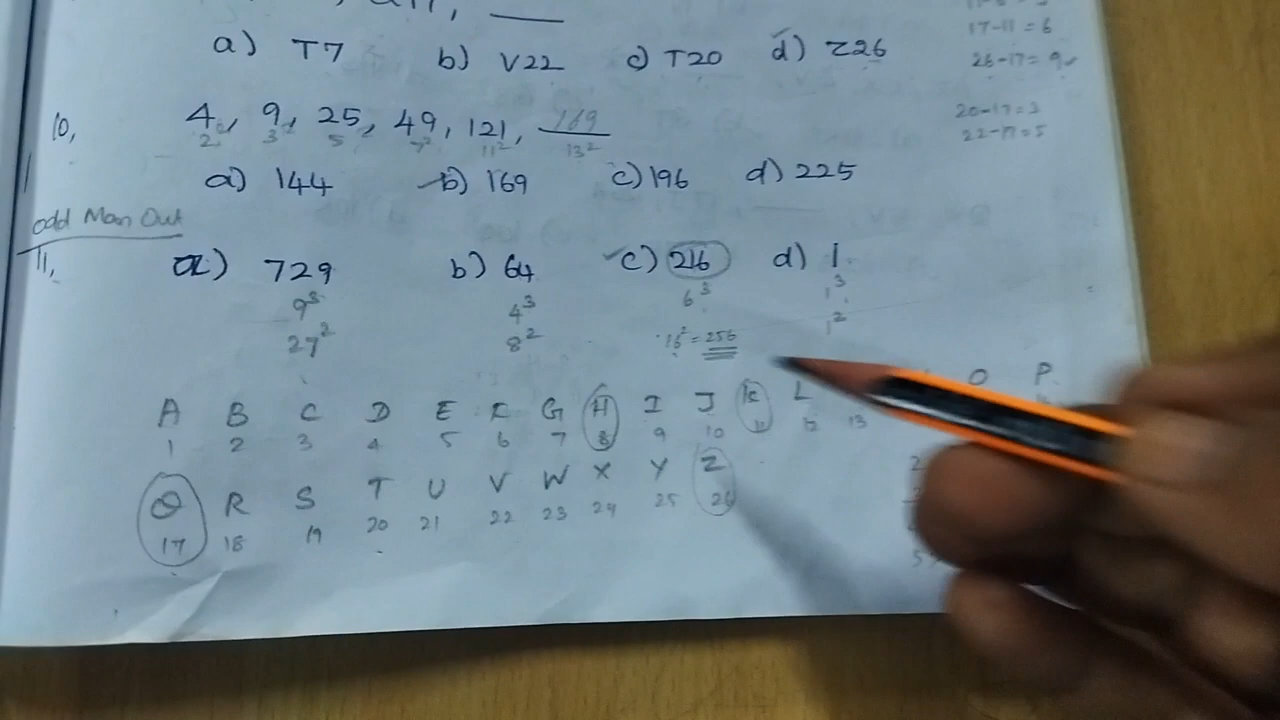 a) T7 b) V22 c) T20 d) Z26
17-11=6
26-17=9
20-17=3
22-17=5
10, 4, 9, 25, 49, 121, 169
2 3 5 7² 11² 13²
a) 144 b) 169 c) 196 d) 225
Odd Man Out
11, a) 729 b) 64 c) 216 d) 1
9³ 4³ 6³ 1³
27² 8² 16²=256 1²
A B C D E F G H I J K L O P
1 2 3 4 5 6 7 8 9 10 11 12 13
Q R S T U V W X Y Z
17 18 19 20 21 22 23 24 25 26